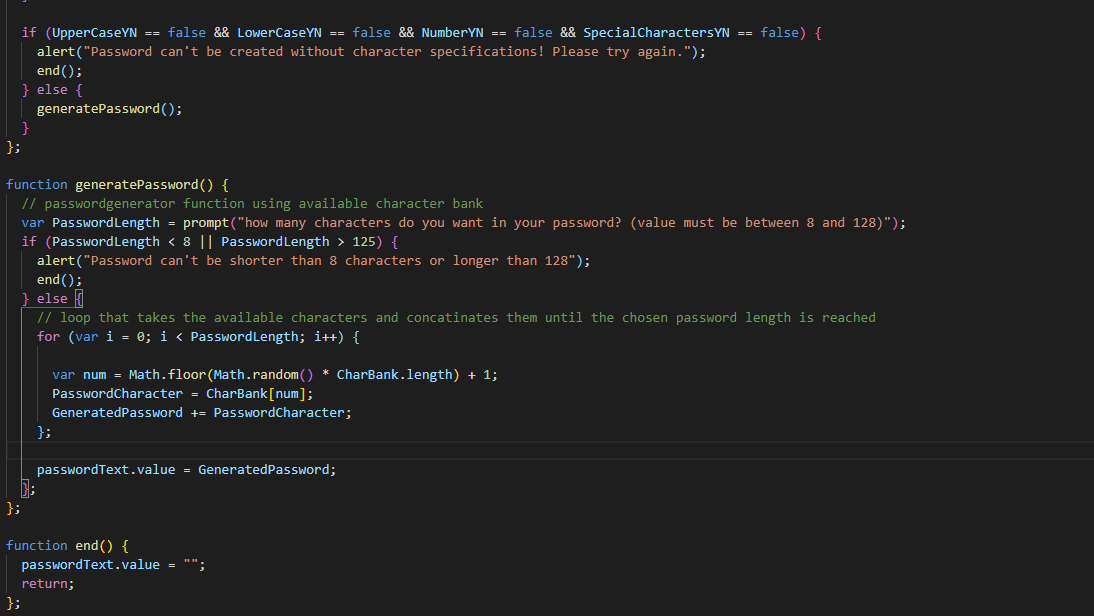 if (UpperCaseYN == false && LowerCaseYN == false && NumberYN == false && SpecialCharactersYN == false) {
alert("Password can't be created without character specifications! Please try again.");
end();
} else {
generatePassword();
}
};
function generatePassword() {
// passwordgenerator function using available character bank
var PasswordLength = prompt("how many characters do you want in your password? (value must be between 8 and 128)");
if (PasswordLength < 8 || PasswordLength > 125) {
alert("Password can't be shorter than 8 characters or longer than 128");
end();
} else {
// loop that takes the available characters and concatinates them until the chosen password length is reached
for (var i = 0; i < PasswordLength; i++) {
var num = Math.floor(Math.random() * CharBank.length) + 1;
PasswordCharacter = CharBank[num];
GeneratedPassword += PasswordCharacter;
};
passwordText.value = GeneratedPassword;
};
};
function end() {
passwordText.value = "";
return;
};